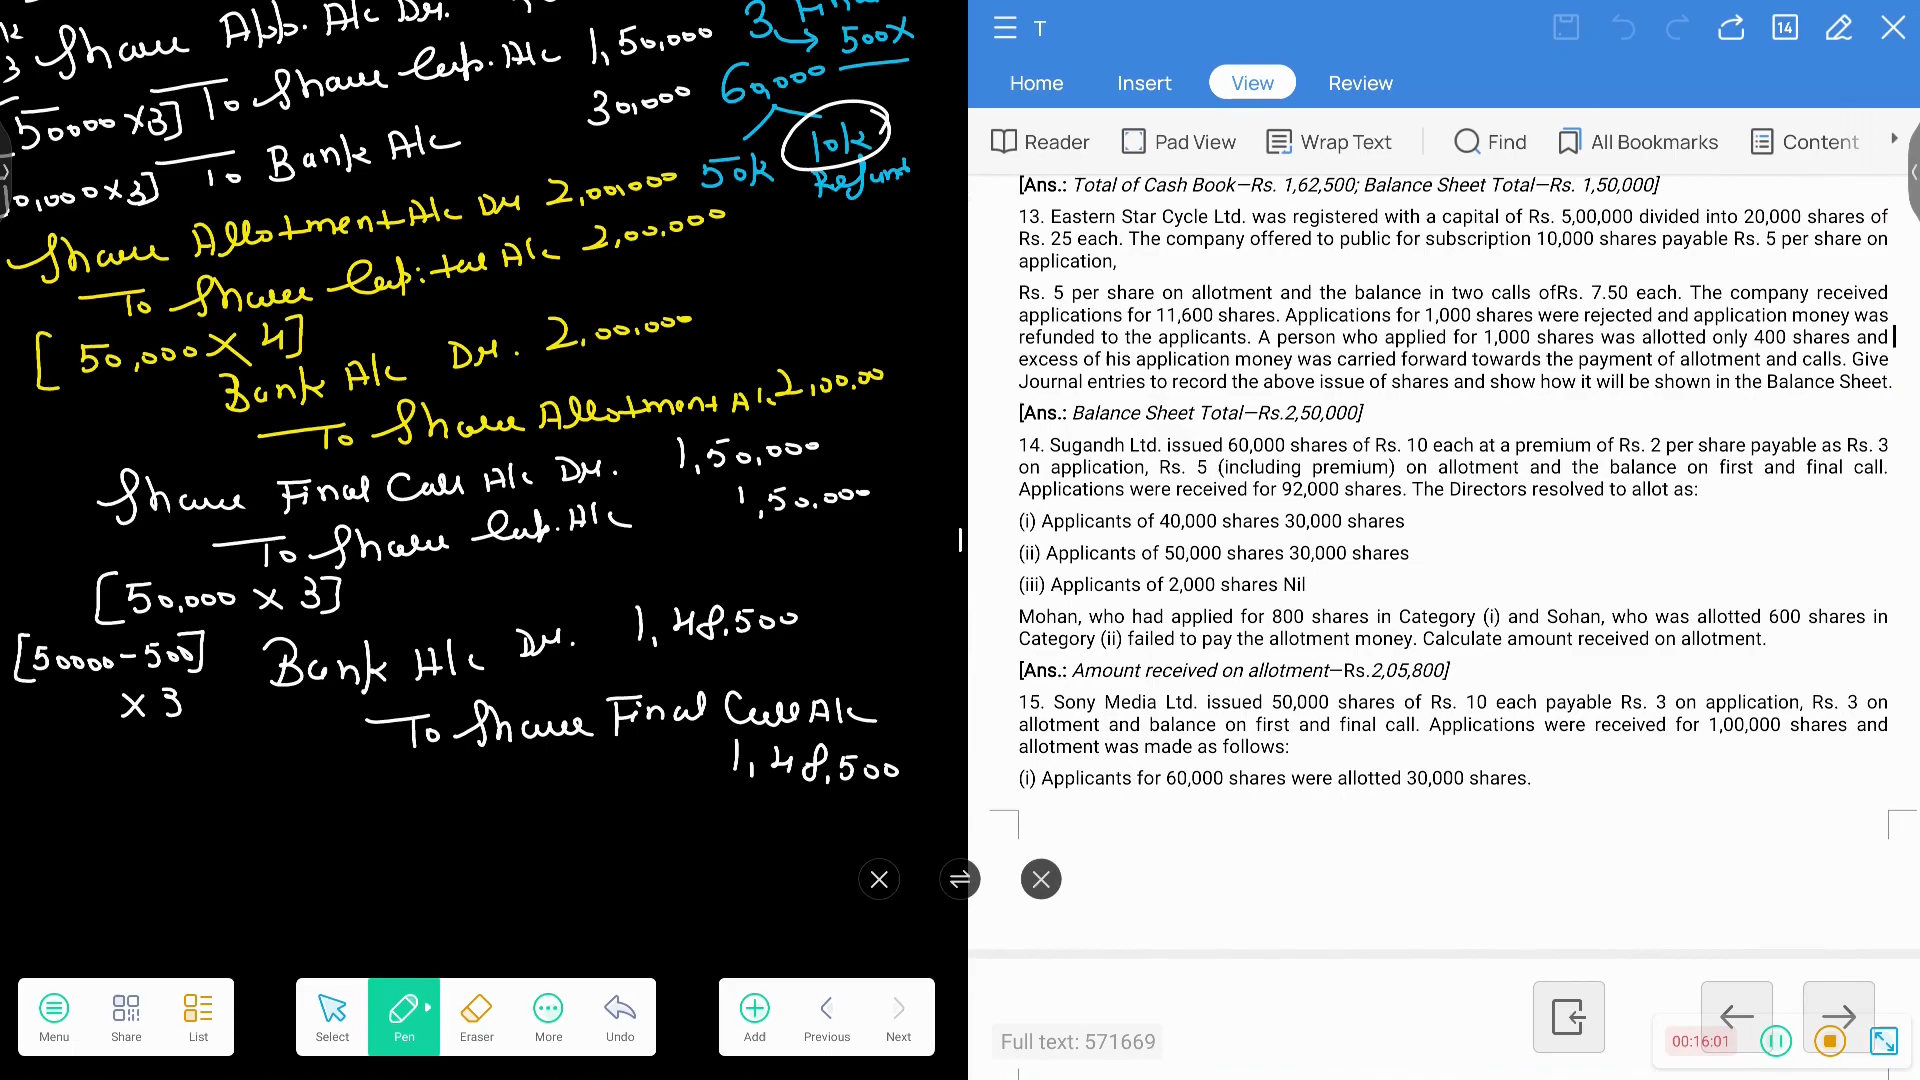 Share App. A/c Dr.
To Share Cap. A/c 1,50,000
[50000 x 3]
30,000
To Bank A/c
0,000 x 3]
3 Final
500 X
60,000
50k 10k
Refund
Share Allotment A/c Dr 2,00,000
To Share Capital A/c 2,00,000
[50,000 x 4]
Bank A/c Dr. 2,00,000
To Share Allotment A/c 2,00,00
Share Final Call A/c Dr. 1,50,000
To Share Cap. A/c 1,50,000
[50,000 x 3]
[50000-500] Bank A/c Dr. 1,48,500
x 3
To Share Final Call A/c
1,48,500
Menu Share List Select Pen Eraser More Undo Add Previous Next
T
14
Home Insert View Review
Reader Pad View Wrap Text Find All Bookmarks Content
[Ans.: Total of Cash Book—Rs. 1,62,500; Balance Sheet Total—Rs. 1,50,000]
13. Eastern Star Cycle Ltd. was registered with a capital of Rs. 5,00,000 divided into 20,000 shares of
Rs. 25 each. The company offered to public for subscription 10,000 shares payable Rs. 5 per share on
application,
Rs. 5 per share on allotment and the balance in two calls ofRs. 7.50 each. The company received
applications for 11,600 shares. Applications for 1,000 shares were rejected and application money was
refunded to the applicants. A person who applied for 1,000 shares was allotted only 400 shares and
excess of his application money was carried forward towards the payment of allotment and calls. Give
Journal entries to record the above issue of shares and show how it will be shown in the Balance Sheet.
[Ans.: Balance Sheet Total—Rs.2,50,000]
14. Sugandh Ltd. issued 60,000 shares of Rs. 10 each at a premium of Rs. 2 per share payable as Rs. 3
on application, Rs. 5 (including premium) on allotment and the balance on first and final call.
Applications were received for 92,000 shares. The Directors resolved to allot as:
(i) Applicants of 40,000 shares 30,000 shares
(ii) Applicants of 50,000 shares 30,000 shares
(iii) Applicants of 2,000 shares Nil
Mohan, who had applied for 800 shares in Category (i) and Sohan, who was allotted 600 shares in
Category (ii) failed to pay the allotment money. Calculate amount received on allotment.
[Ans.: Amount received on allotment—Rs.2,05,800]
15. Sony Media Ltd. issued 50,000 shares of Rs. 10 each payable Rs. 3 on application, Rs. 3 on
allotment and balance on first and final call. Applications were received for 1,00,000 shares and
allotment was made as follows:
(i) Applicants for 60,000 shares were allotted 30,000 shares.
Full text: 571669
00:16:01